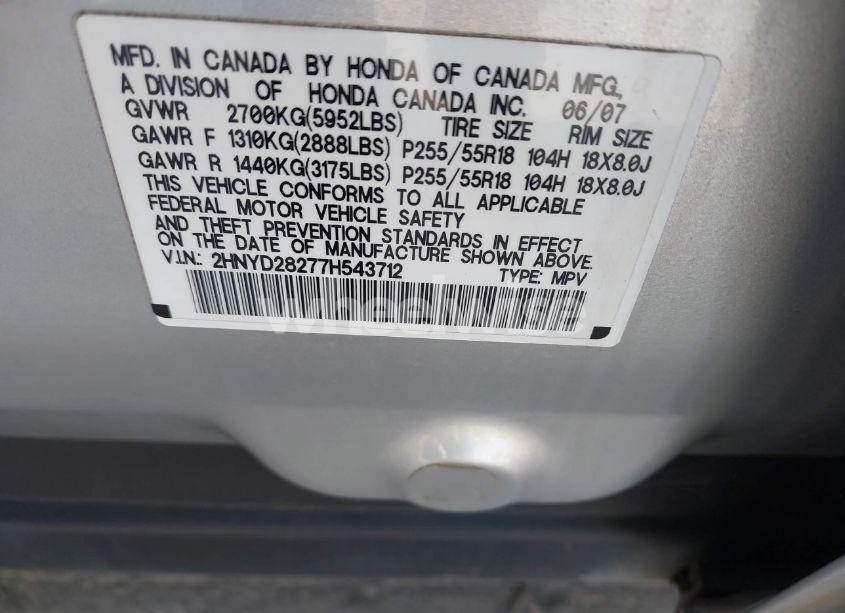 MFD. IN CANADA BY HONDA OF CANADA MFG.,
A DIVISION OF HONDA CANADA INC. 06/07
GVWR 2700KG(5952LBS) TIRE SIZE RIM SIZE
GAWR F 1310KG(2888LBS) P255/55R18 104H 18X8.0J
GAWR R 1440KG(3175LBS) P255/55R18 104H 18X8.0J
THIS VEHICLE CONFORMS TO ALL APPLICABLE
FEDERAL MOTOR VEHICLE SAFETY
AND THEFT PREVENTION STANDARDS IN EFFECT
ON THE DATE OF MANUFACTURE SHOWN ABOVE.
V.I.N.: 2HNYD28277H543712 TYPE: MPV